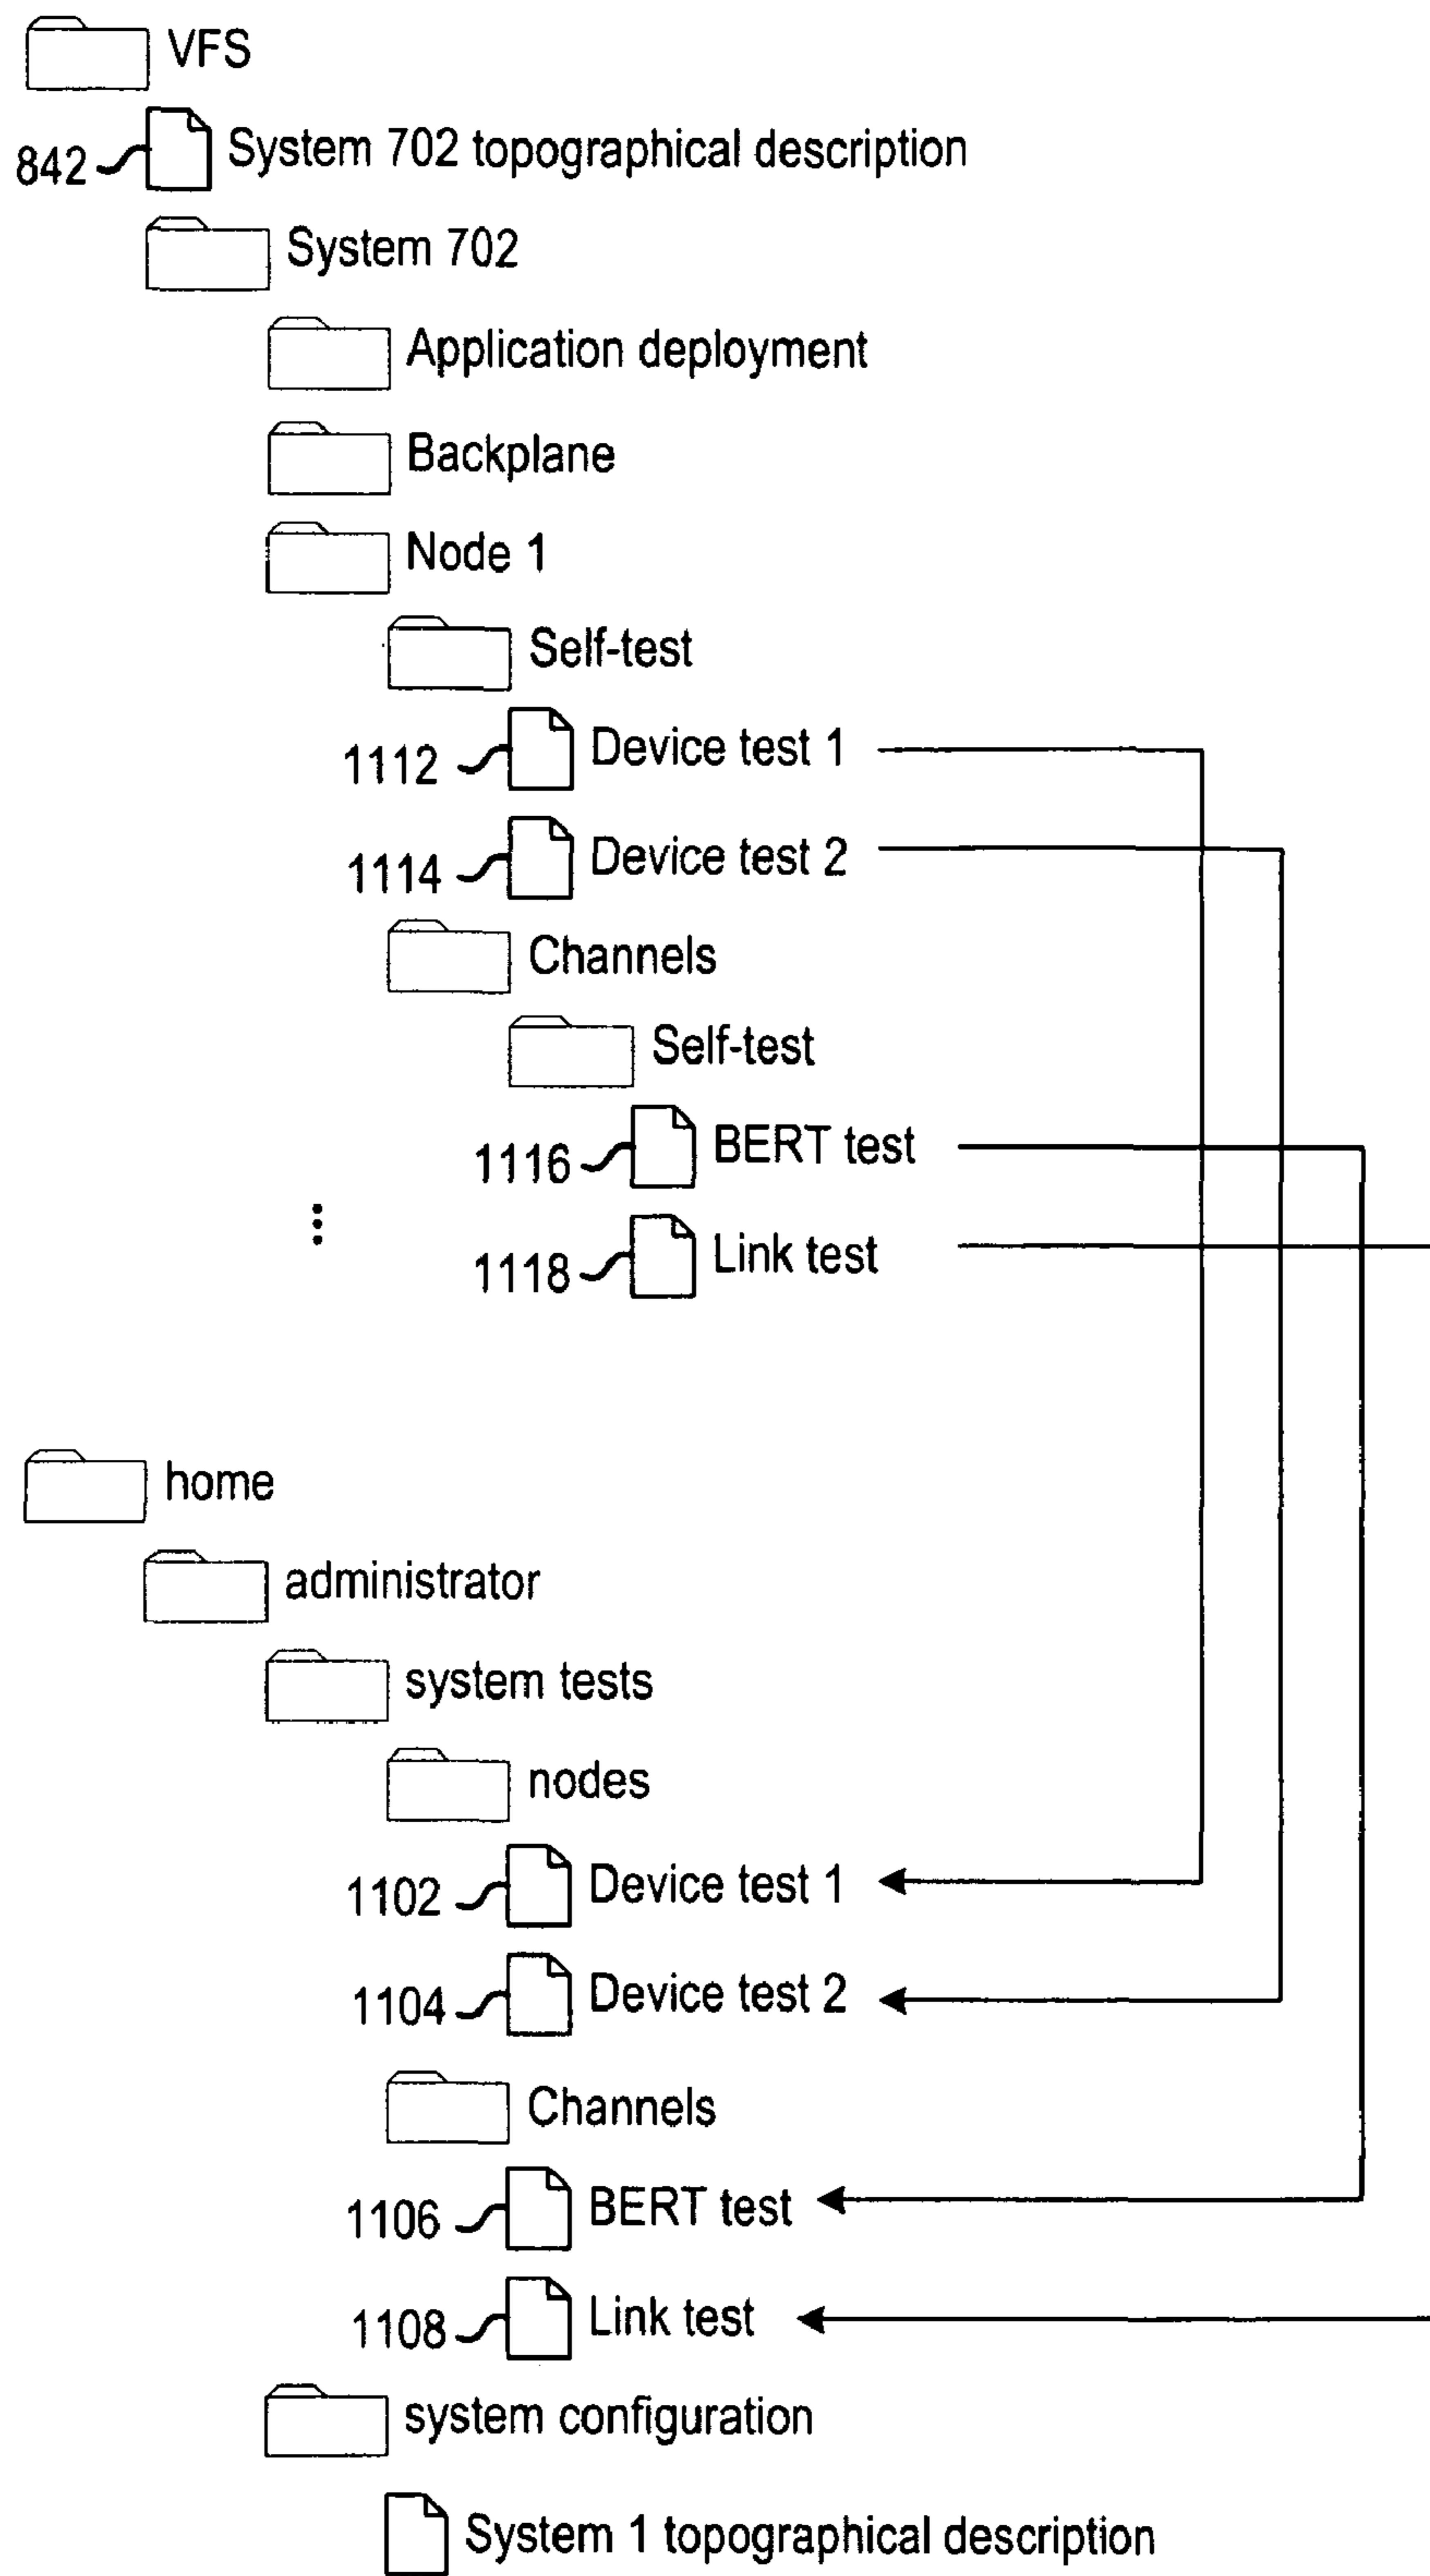 VFS
842 System 702 topographical description
System 702
Application deployment
Backplane
Node 1
Self-test
1112 Device test 1
1114 Device test 2
Channels
Self-test
1116 BERT test
1118 Link test
home
administrator
system tests
nodes
1102 Device test 1
1104 Device test 2
Channels
1106 BERT test
1108 Link test
system configuration
System 1 topographical description